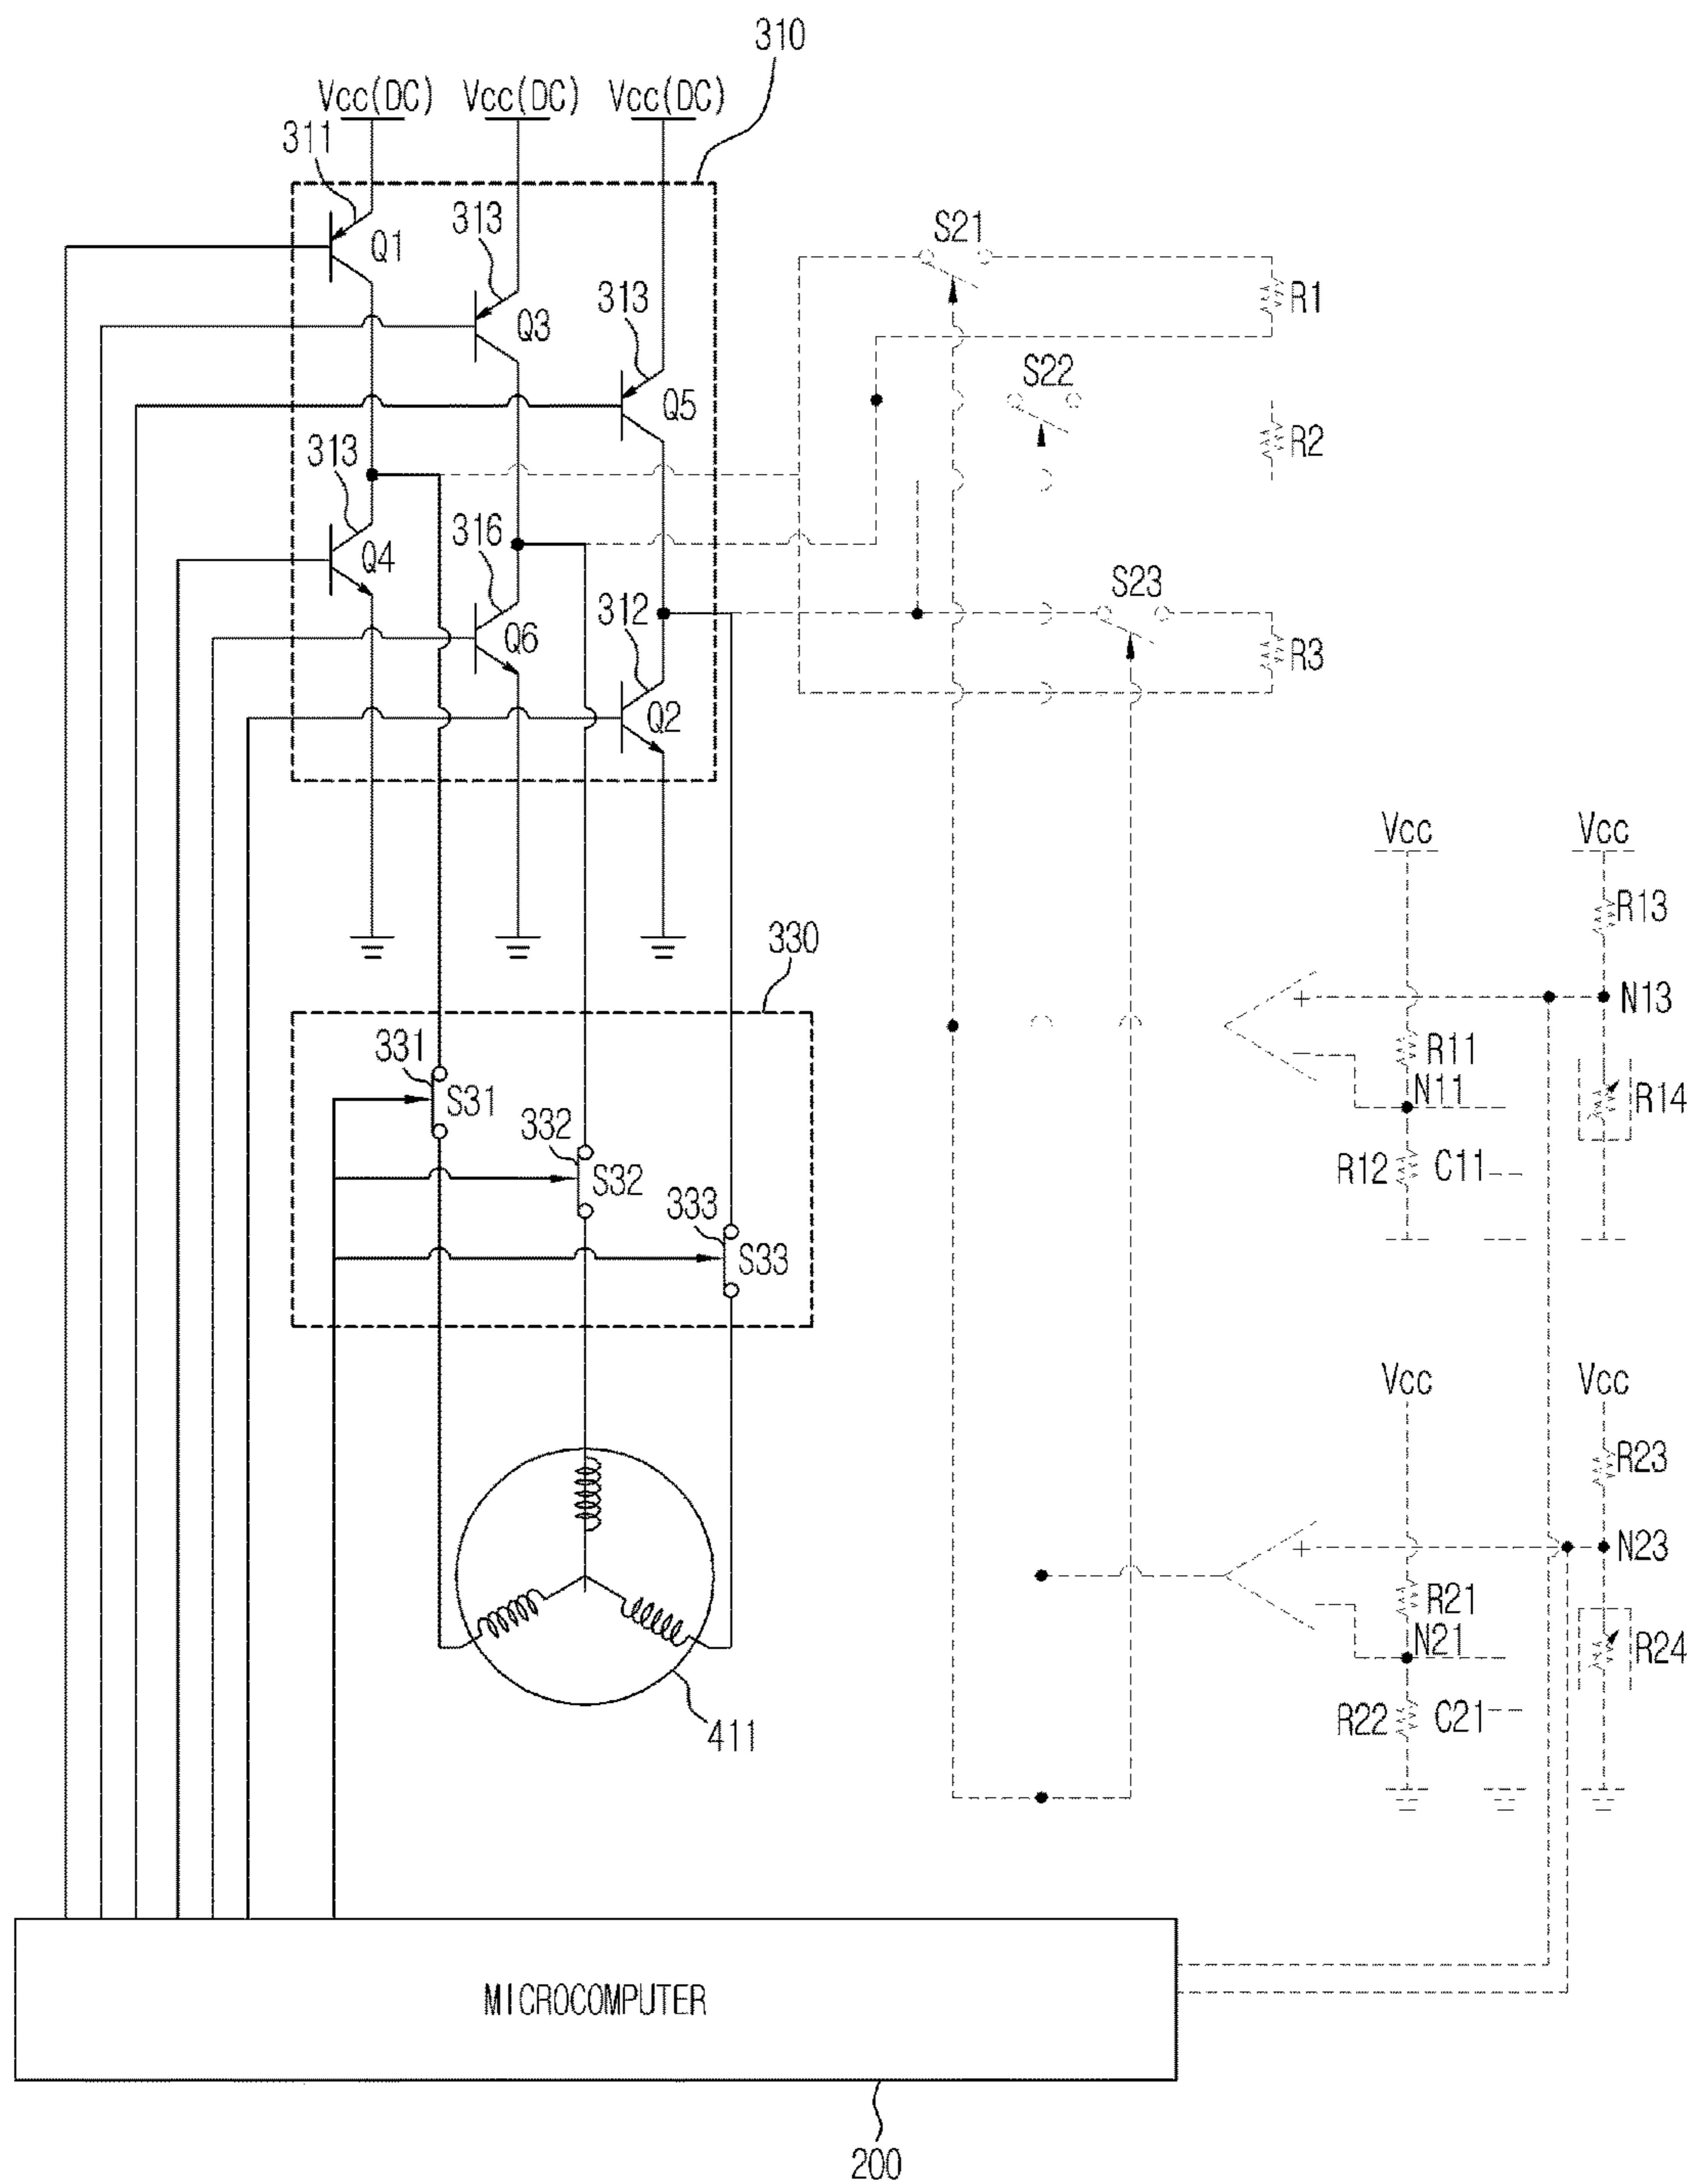 310
Vcc(DC) Vcc(DC) Vcc(DC)
311
313
Q1
S21
313
Q3
R1
Q5
S22
313
R2
316
Q4
S23
312
Q6
R3
Q2
Vcc Vcc
R13
330
+
N13
331
R11
S31
N11
R14
332
R12 C11
S32
333
S33
Vcc Vcc
R23
+
N23
R21
N21
R24
R22 C21
411
MICROCOMPUTER
200